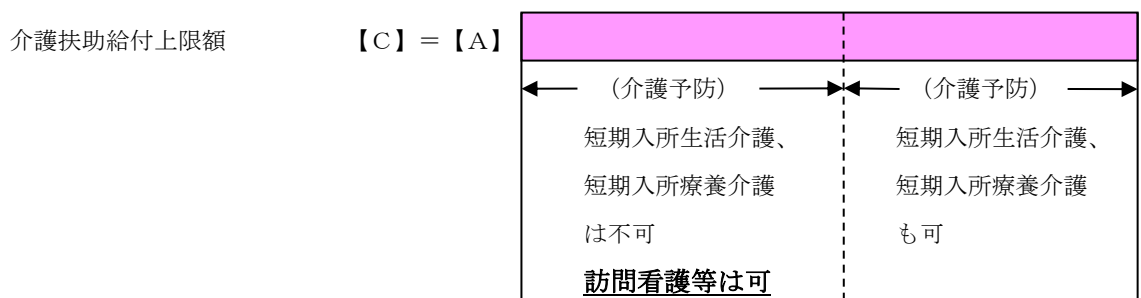 介護扶助給付上限額 【C】＝【A】
（介護予防） （介護予防）
短期入所生活介護、 短期入所生活介護、
短期入所療養介護 短期入所療養介護
は不可 も可
訪問看護等は可